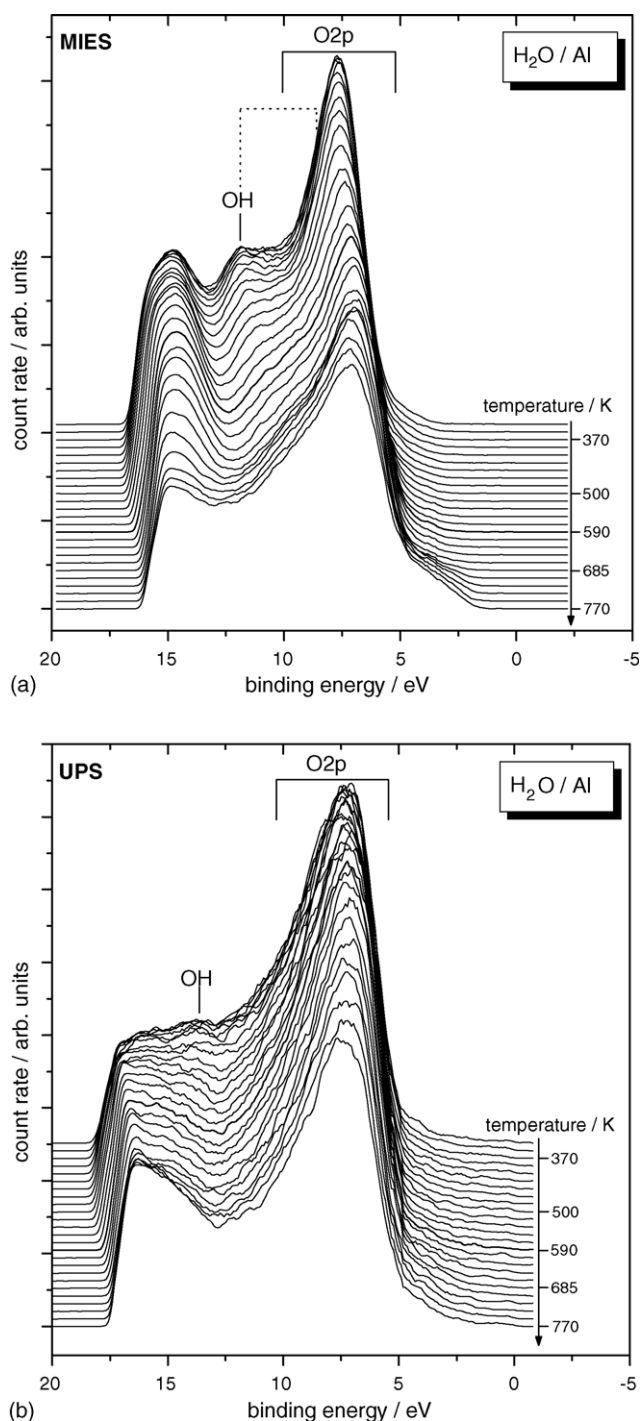 MIES
O2p
H₂O / Al
OH
count rate / arb. units
temperature / K
370
500
590
685
770
20 15 10 5 0 -5
(a)
binding energy / eV
UPS
O2p
H₂O / Al
OH
count rate / arb. units
temperature / K
370
500
590
685
770
20 15 10 5 0 -5
(b)
binding energy / eV